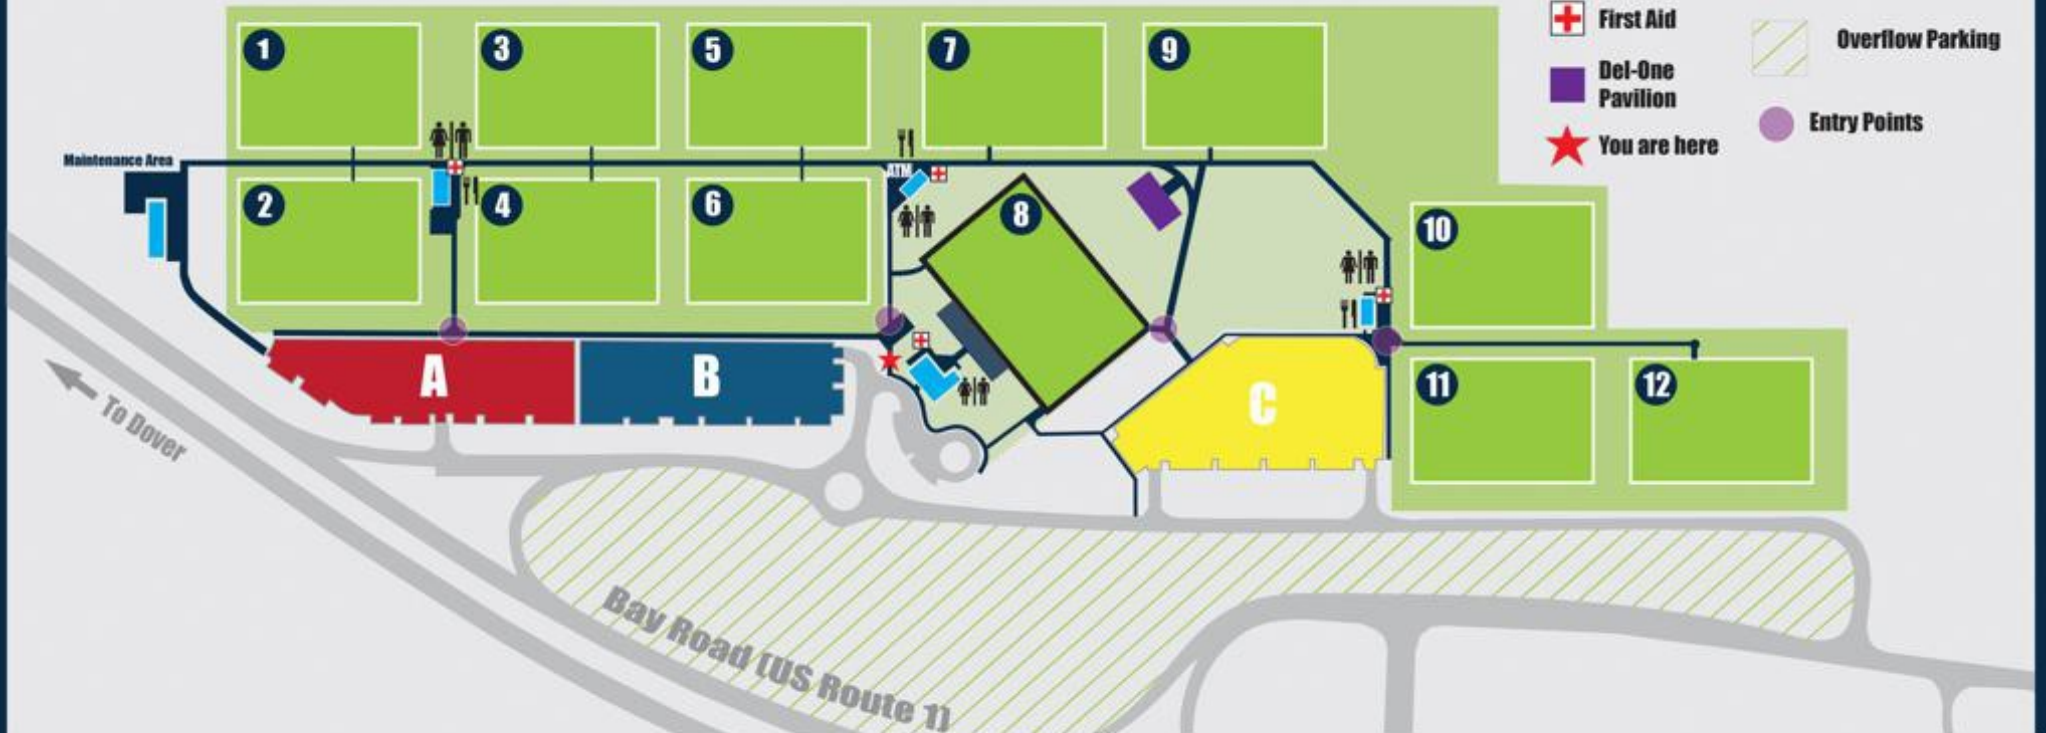 1
3
5
7
9
First Aid
Overflow Parking
Del-One
Pavilion
Entry Points
You are here
Maintenance Area
ATM
2
4
6
8
10
A
B
C
11
12
To Dover
Bay Road (US Route 1)